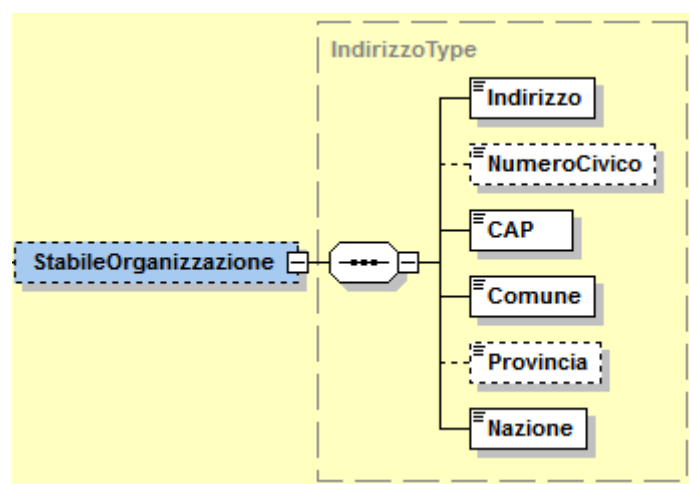 IndirizzoType
Indirizzo
NumeroCivico
CAP
StabileOrganizzazione
Comune
Provincia
Nazione